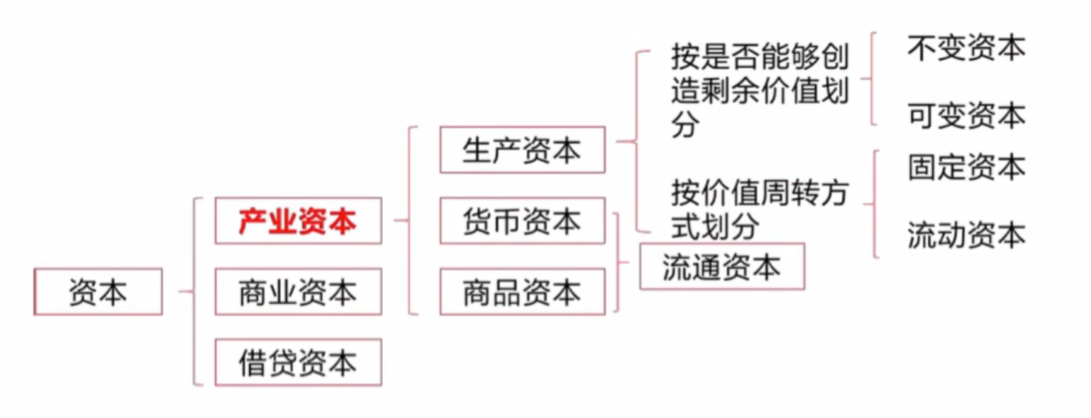 资本
产业资本
商业资本
借贷资本
生产资本
货币资本
商品资本
流通资本
按是否能够创
造剩余价值划
分
按价值周转方
式划分
不变资本
可变资本
固定资本
流动资本